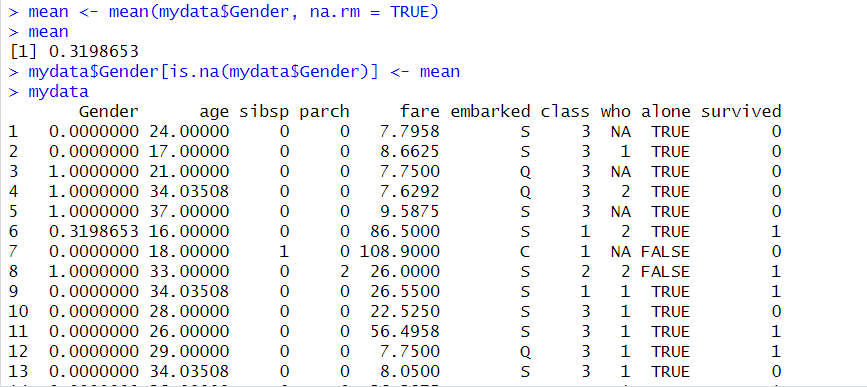 > mean <- mean(mydata$Gender, na.rm = TRUE)
> mean
[1] 0.3198653
> mydata$Gender[is.na(mydata$Gender)] <- mean
> mydata
Gender age sibsp parch fare embarked class who alone survived
1 0.0000000 24.00000 0 0 7.7958 S 3 NA TRUE 0
2 0.0000000 17.00000 0 0 8.6625 S 3 1 TRUE 0
3 1.0000000 21.00000 0 0 7.7500 Q 3 NA TRUE 0
4 1.0000000 34.03508 0 0 7.6292 Q 3 2 TRUE 0
5 1.0000000 37.00000 0 0 9.5875 S 3 NA TRUE 0
6 0.3198653 16.00000 0 0 86.5000 S 1 2 TRUE 1
7 0.0000000 18.00000 1 0 108.9000 C 1 NA FALSE 0
8 1.0000000 33.00000 0 2 26.0000 S 2 2 FALSE 1
9 0.0000000 34.03508 0 0 26.5500 S 1 1 TRUE 1
10 0.0000000 28.00000 0 0 22.5250 S 3 1 TRUE 0
11 0.0000000 26.00000 0 0 56.4958 S 3 1 TRUE 1
12 0.0000000 29.00000 0 0 7.7500 Q 3 1 TRUE 1
13 0.0000000 34.03508 0 0 8.0500 S 3 1 TRUE 0